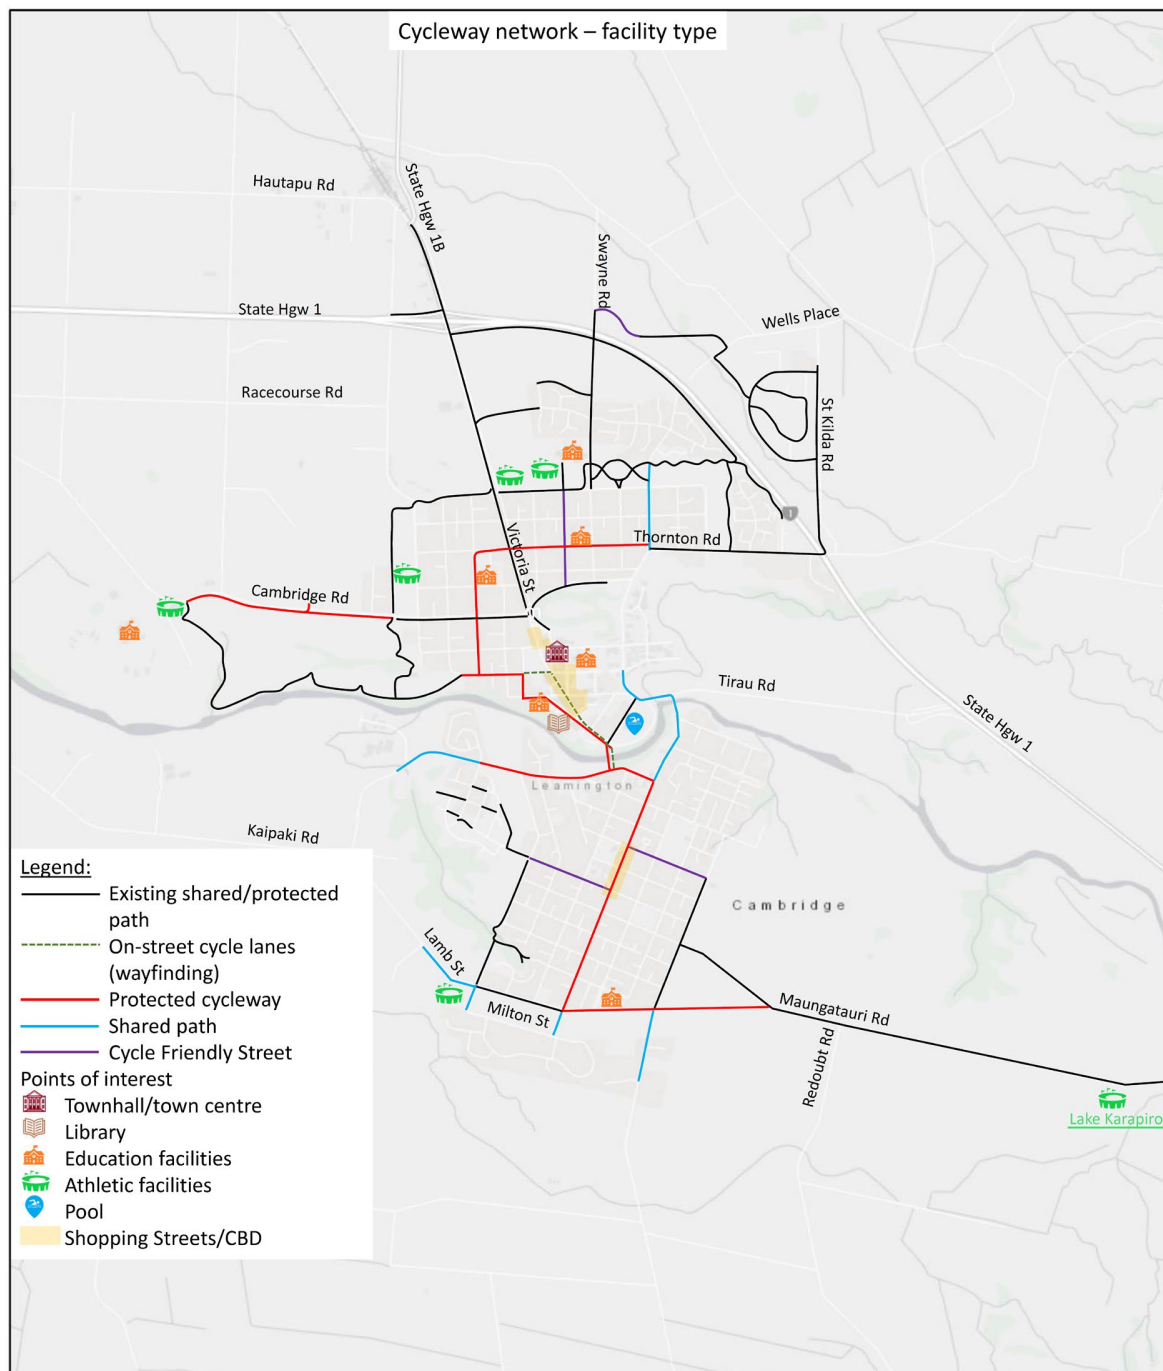 Cycleway network – facility type
Hautapu Rd
State Hgw 1B
Swayne Rd
State Hgw 1
Wells Place
Racecourse Rd
St Kilda Rd
1
Victoria St
Thornton Rd
Cambridge Rd
Tirau Rd
State Hgw 1
Leamington
Kaipaki Rd
Cambridge
Lamb St
Milton St
Maungatauri Rd
Redoubt Rd
Lake Karapiro
Legend:
Existing shared/protected
path
On-street cycle lanes
(wayfinding)
Protected cycleway
Shared path
Cycle Friendly Street
Points of interest
Townhall/town centre
Library
Education facilities
Athletic facilities
Pool
Shopping Streets/CBD